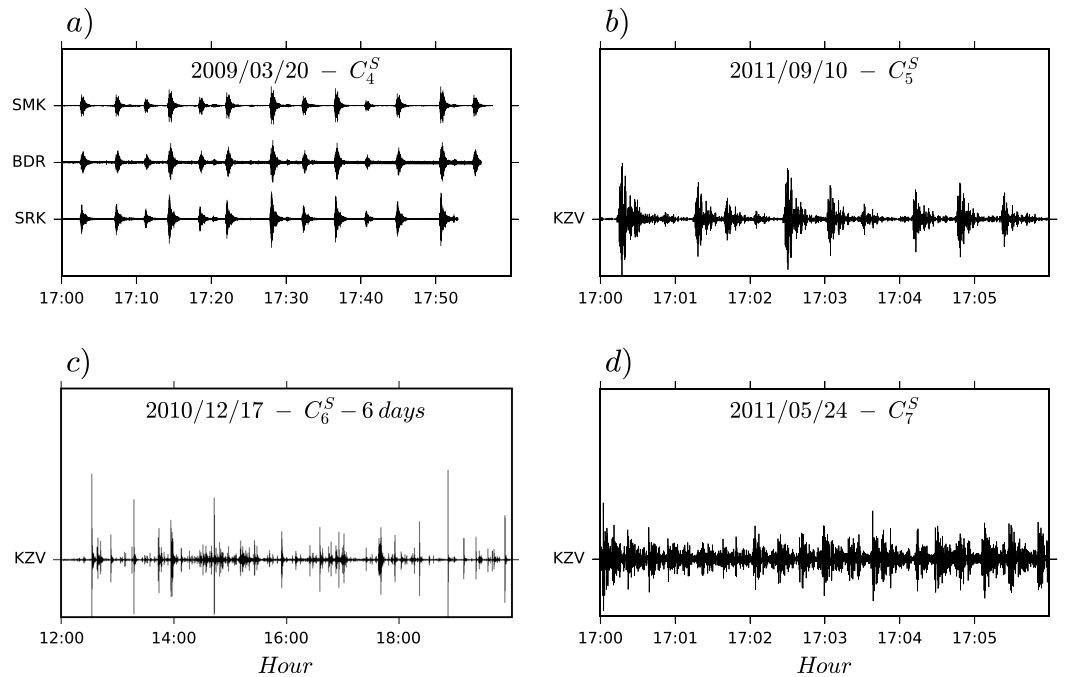 a)
2009/03/20 − C₄ˢ
SMK
BDR
SRK
17:00 17:10 17:20 17:30 17:40 17:50
b)
2011/09/10 − C₅ˢ
KZV
17:00 17:01 17:02 17:03 17:04 17:05
c)
2010/12/17 − C₆ˢ − 6 days
KZV
12:00 14:00 16:00 18:00
Hour
d)
2011/05/24 − C₇ˢ
KZV
17:00 17:01 17:02 17:03 17:04 17:05
Hour